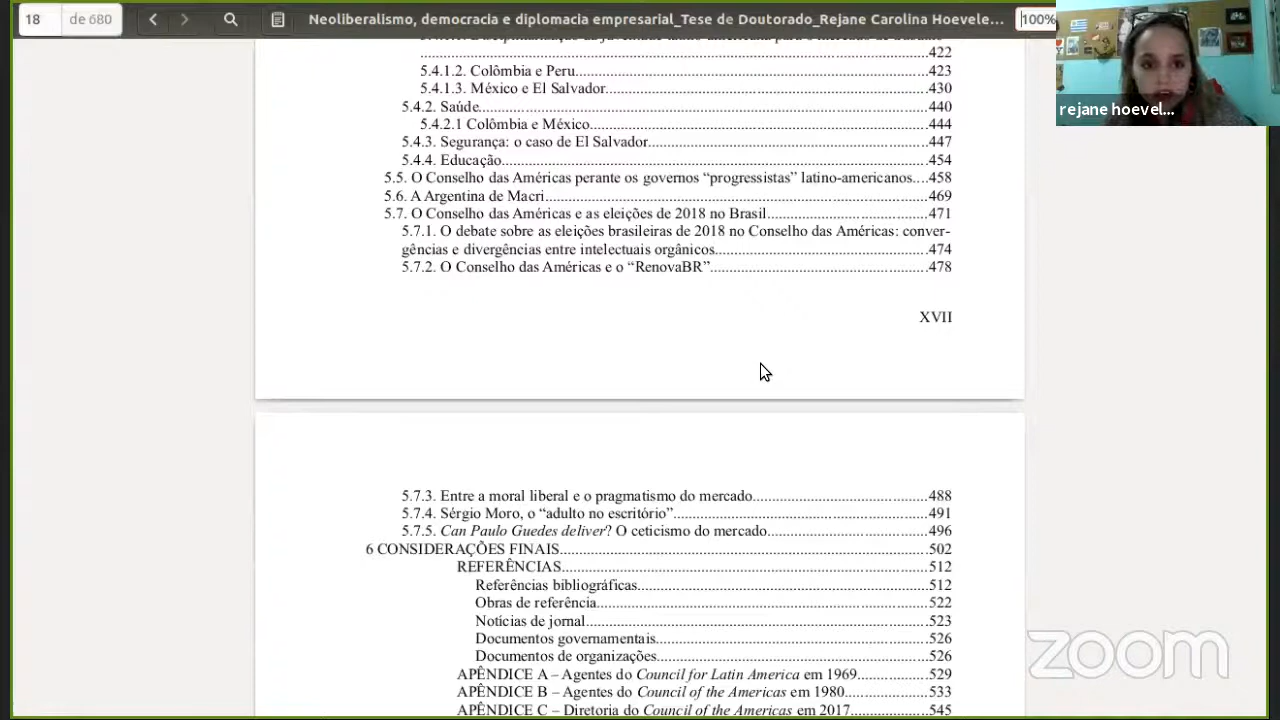 18
de 680
Neoliberalismo, democracia e diplomacia empresarial_Tese de Doutorado_Rejane Carolina Hoevele...
100%
rejane hoevel...
........422
5.4.1.2. Colômbia e Peru........423
5.4.1.3. México e El Salvador........430
5.4.2. Saúde........440
5.4.2.1 Colômbia e México........444
5.4.3. Segurança: o caso de El Salvador........447
5.4.4. Educação........454
5.5. O Conselho das Américas perante os governos “progressistas” latino-americanos....458
5.6. A Argentina de Macri........469
5.7. O Conselho das Américas e as eleições de 2018 no Brasil........471
5.7.1. O debate sobre as eleições brasileiras de 2018 no Conselho das Américas: conver-
gências e divergências entre intelectuais orgânicos........474
5.7.2. O Conselho das Américas e o “RenovaBR”........478
XVII
5.7.3. Entre a moral liberal e o pragmatismo do mercado........488
5.7.4. Sérgio Moro, o “adulto no escritório”........491
5.7.5. Can Paulo Guedes deliver? O ceticismo do mercado........496
6 CONSIDERAÇÕES FINAIS........502
REFERÊNCIAS........512
Referências bibliográficas........512
Obras de referência........522
Notícias de jornal........523
Documentos governamentais........526
Documentos de organizações........526
APÊNDICE A – Agentes do Council for Latin America em 1969........529
APÊNDICE B – Agentes do Council of the Americas em 1980........533
APÊNDICE C – Diretoria do Council of the Americas em 2017........545
zoom